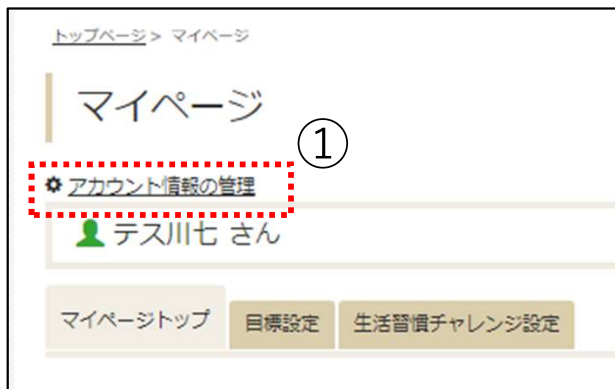 トップページ > マイページ
マイページ
①
アカウント情報の管理
テス川七 さん
マイページトップ 目標設定 生活習慣チャレンジ設定